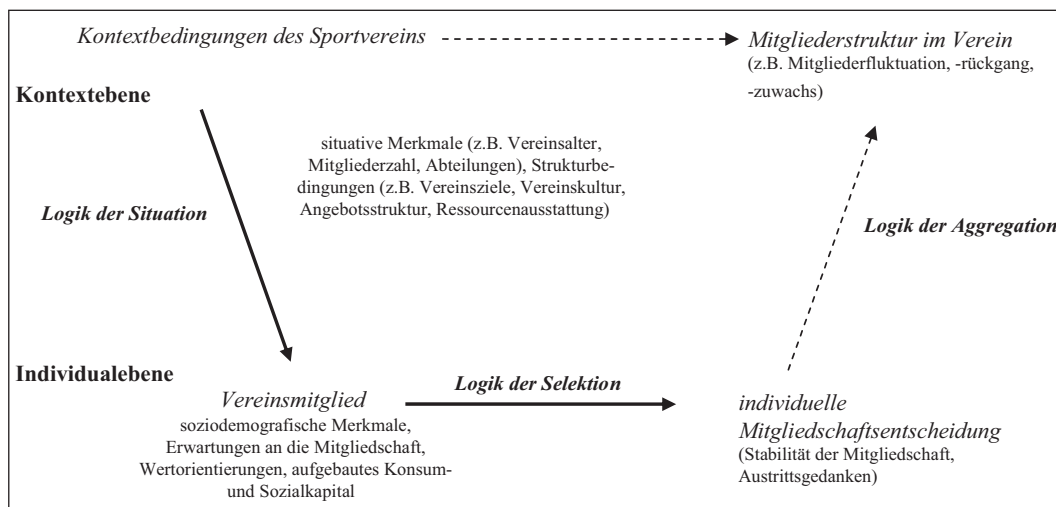 Kontextbedingungen des Sportvereins
Mitgliederstruktur im Verein
(z.B. Mitgliederfluktuation, -rückgang,
-zuwachs)
Kontextebene
situative Merkmale (z.B. Vereinsalter,
Mitgliederzahl, Abteilungen), Strukturbe-
dingungen (z.B. Vereinsziele, Vereinskultur,
Angebotsstruktur, Ressourcenausstattung)
Logik der Situation
Logik der Aggregation
Individualebene
Vereinsmitglied
soziodemografische Merkmale,
Erwartungen an die Mitgliedschaft,
Wertorientierungen, aufgebautes Konsum-
und Sozialkapital
Logik der Selektion
individuelle
Mitgliedschaftsentscheidung
(Stabilität der Mitgliedschaft,
Austrittsgedanken)